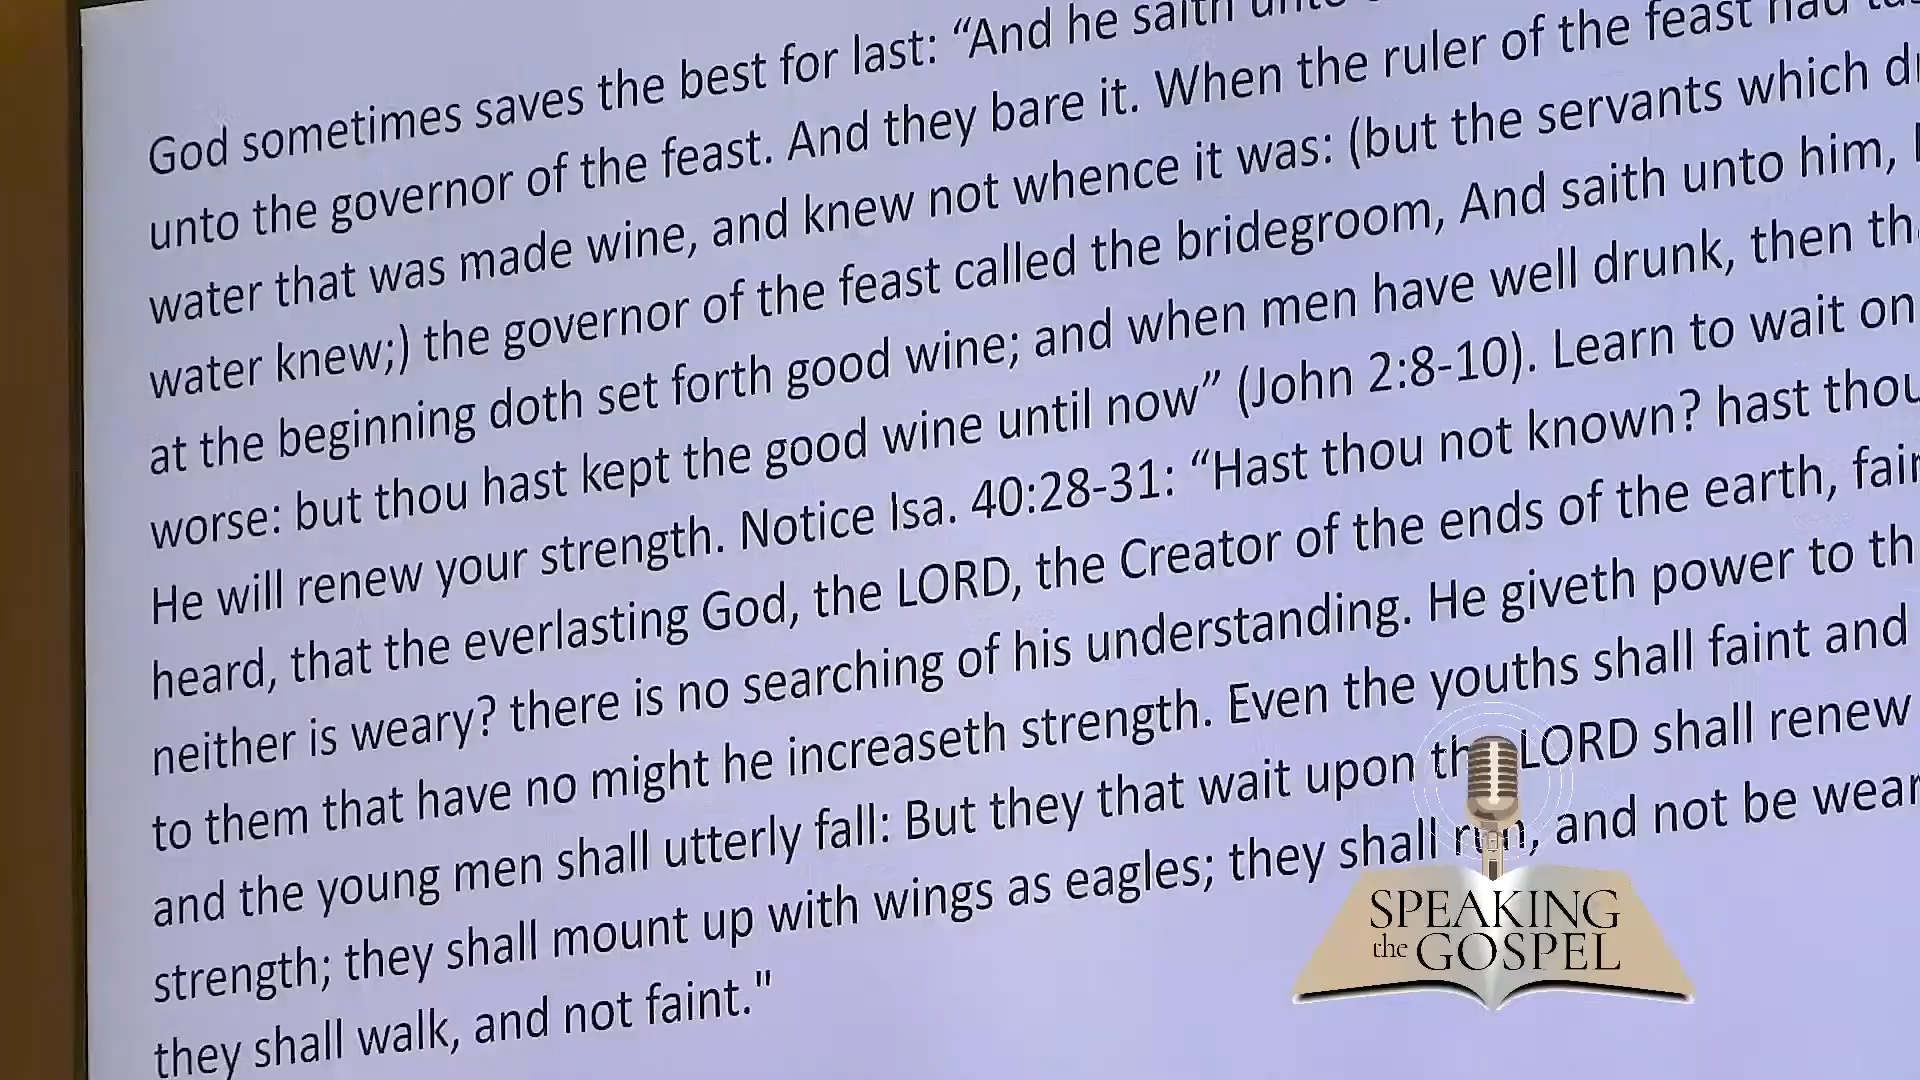 God sometimes saves the best for last: “And he saith unto
unto the governor of the feast. And they bare it. When the ruler of the feast had
water that was made wine, and knew not whence it was: (but the servants which
water knew;) the governor of the feast called the bridegroom, And saith unto him,
at the beginning doth set forth good wine; and when men have well drunk, then
worse: but thou hast kept the good wine until now” (John 2:8-10). Learn to wait on
He will renew your strength. Notice Isa. 40:28-31: “Hast thou not known? hast thou
heard, that the everlasting God, the LORD, the Creator of the ends of the earth,
neither is weary? there is no searching of his understanding. He giveth power to
to them that have no might he increaseth strength. Even the youths shall faint and
and the young men shall utterly fall: But they that wait upon the LORD shall renew
strength; they shall mount up with wings as eagles; they shall run, and not be
they shall walk, and not faint."
SPEAKING
the GOSPEL